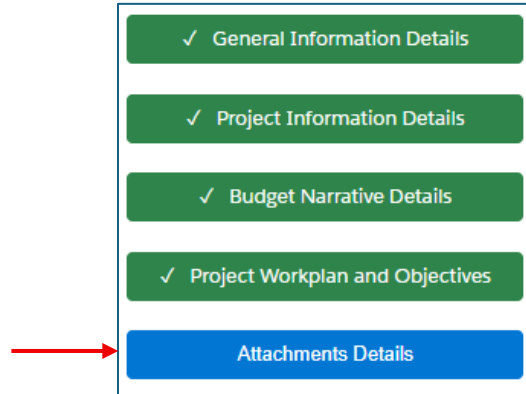 ✓ General Information Details
✓ Project Information Details
✓ Budget Narrative Details
✓ Project Workplan and Objectives
Attachments Details